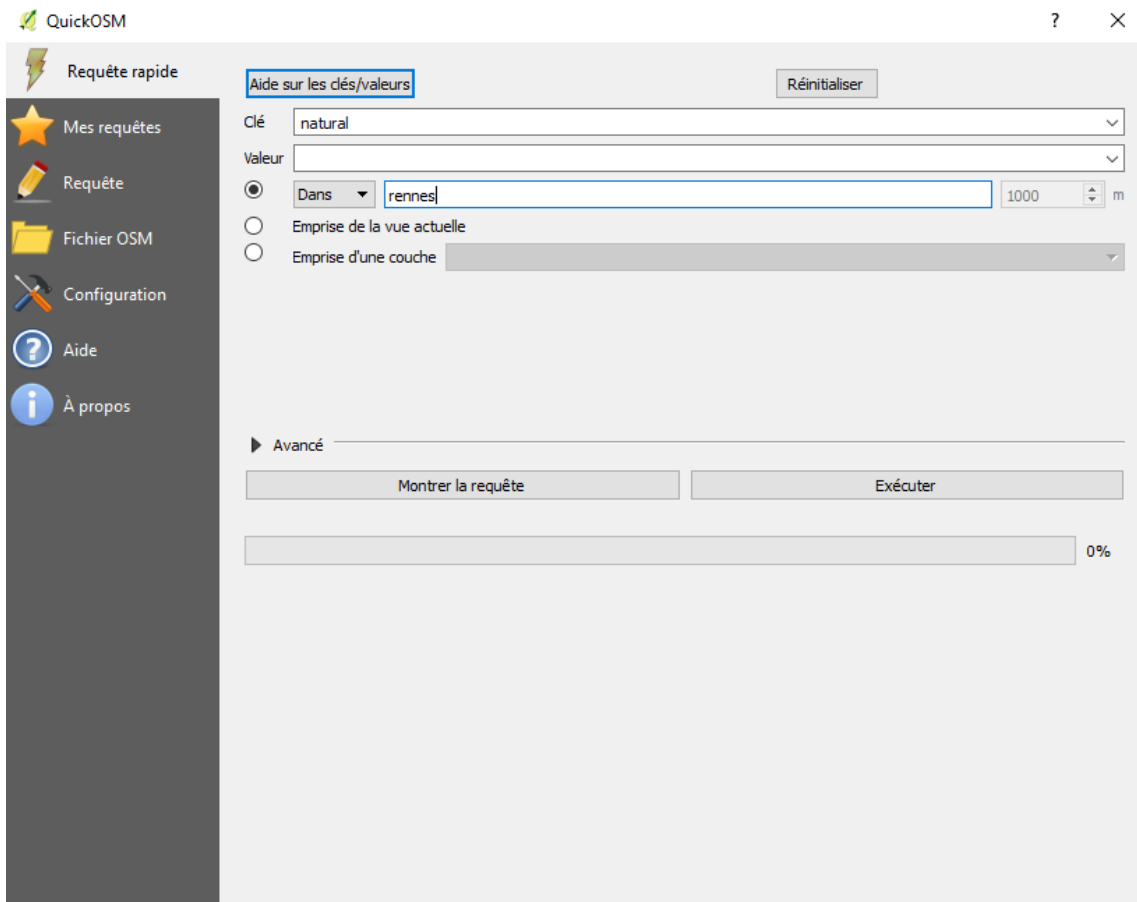 QuickOSM ?
Requête rapide
Mes requêtes
Requête
Fichier OSM
Configuration
Aide
À propos
Aide sur les clés/valeurs Réinitialiser
Clé natural
Valeur
Dans rennes 1000 m
Emprise de la vue actuelle
Emprise d'une couche
Avancé
Montrer la requête Exécuter
0%